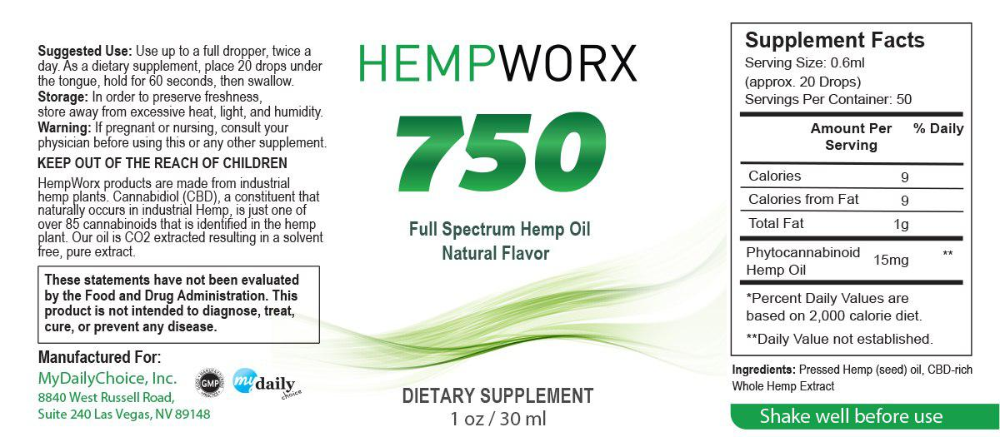 Suggested Use: Use up to a full dropper, twice a
day. As a dietary supplement, place 20 drops under
the tongue, hold for 60 seconds, then swallow.
Storage: In order to preserve freshness,
store away from excessive heat, light, and humidity.
Warning: If pregnant or nursing, consult your
physician before using this or any other supplement.
KEEP OUT OF THE REACH OF CHILDREN
HempWorx products are made from industrial
hemp plants. Cannabidiol (CBD), a constituent that
naturally occurs in industrial Hemp, is just one of
over 85 cannabinoids that is identified in the hemp
plant. Our oil is CO2 extracted resulting in a solvent
free, pure extract.
These statements have not been evaluated
by the Food and Drug Administration. This
product is not intended to diagnose, treat,
cure, or prevent any disease.
Manufactured For:
MyDailyChoice, Inc.
8840 West Russell Road,
Suite 240 Las Vegas, NV 89148
GOOD MANUFACTURING
GMP
PRACTICE
mydaily
choice
HEMPWORX
750
Full Spectrum Hemp Oil
Natural Flavor
DIETARY SUPPLEMENT
1 oz / 30 ml
Supplement Facts
Serving Size: 0.6ml
(approx. 20 Drops)
Servings Per Container: 50
Amount Per % Daily
Serving
Calories 9
Calories from Fat 9
Total Fat 1g
Phytocannabinoid 15mg **
Hemp Oil
*Percent Daily Values are
based on 2,000 calorie diet.
**Daily Value not established.
Ingredients: Pressed Hemp (seed) oil, CBD-rich
Whole Hemp Extract
Shake well before use